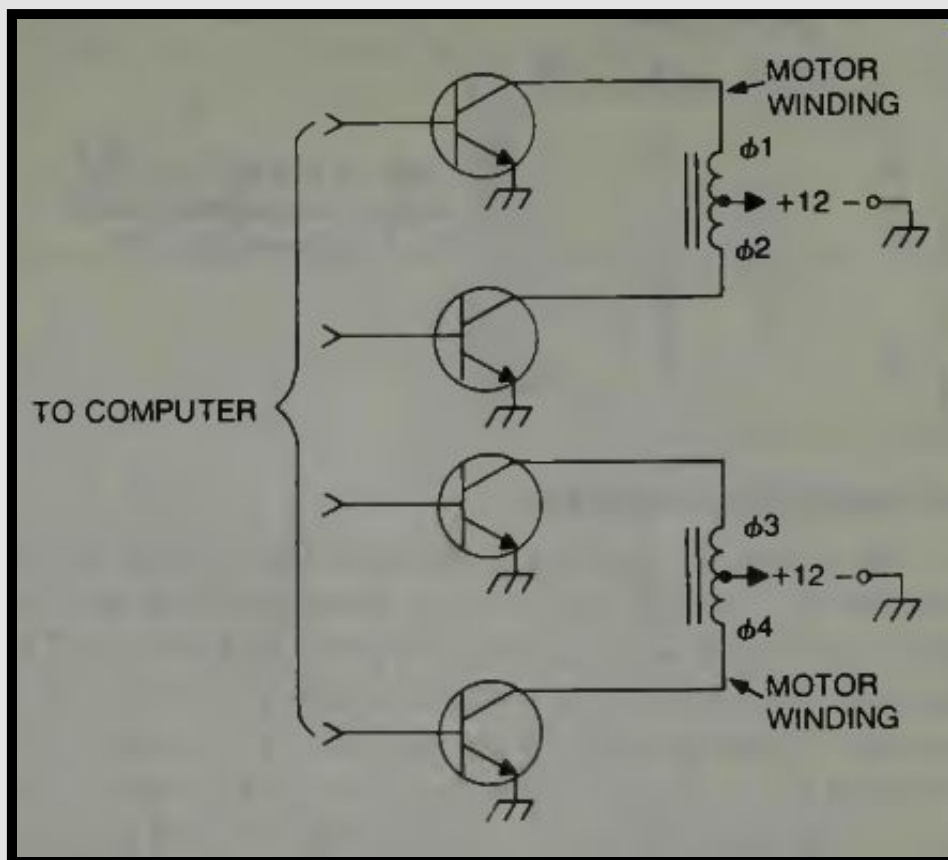 MOTOR
WINDING
ϕ1
+12 -
ϕ2
TO COMPUTER
ϕ3
+12 -
ϕ4
MOTOR
WINDING